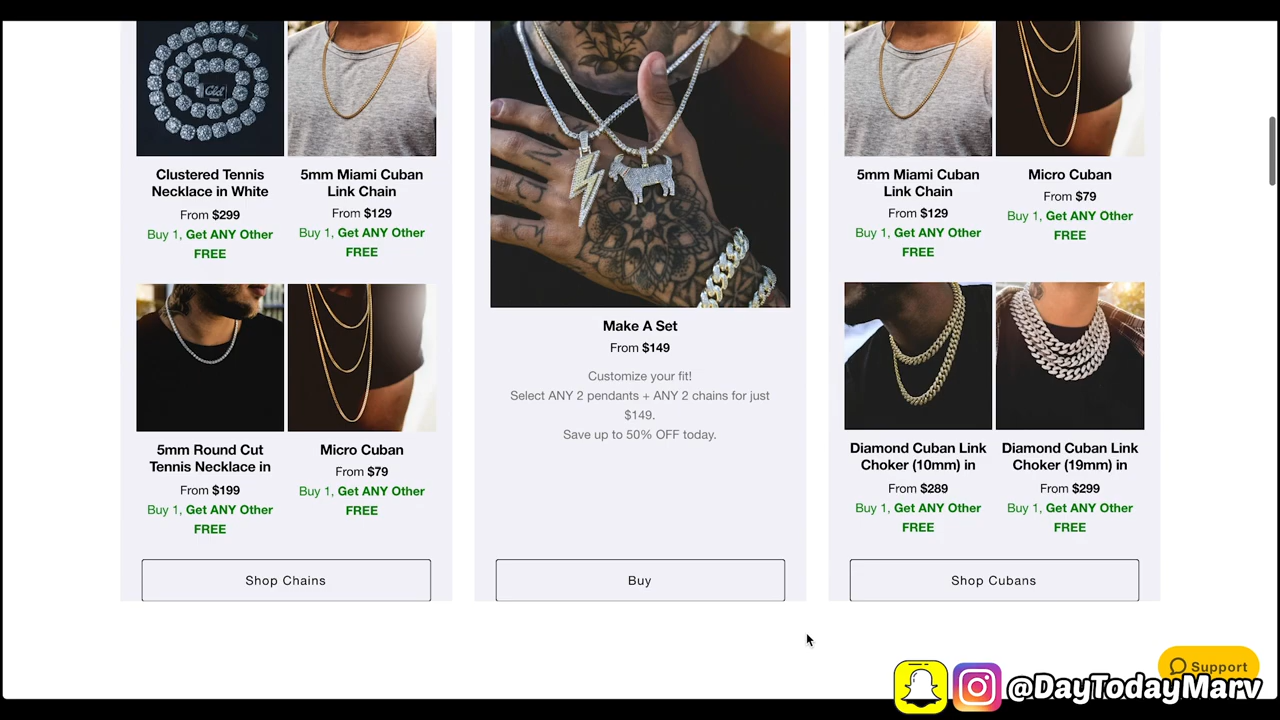 Clustered Tennis
Necklace in White
From $299
Buy 1, Get ANY Other
FREE
5mm Miami Cuban
Link Chain
From $129
Buy 1, Get ANY Other
FREE
5mm Round Cut
Tennis Necklace in
From $199
Buy 1, Get ANY Other
FREE
Micro Cuban
From $79
Buy 1, Get ANY Other
FREE
Shop Chains
Make A Set
From $149
Customize your fit!
Select ANY 2 pendants + ANY 2 chains for just
$149.
Save up to 50% OFF today.
Buy
5mm Miami Cuban
Link Chain
From $129
Buy 1, Get ANY Other
FREE
Micro Cuban
From $79
Buy 1, Get ANY Other
FREE
Diamond Cuban Link
Choker (10mm) in
From $289
Buy 1, Get ANY Other
FREE
Diamond Cuban Link
Choker (19mm) in
From $299
Buy 1, Get ANY Other
FREE
Shop Cubans
Support
@DayTodayMarv